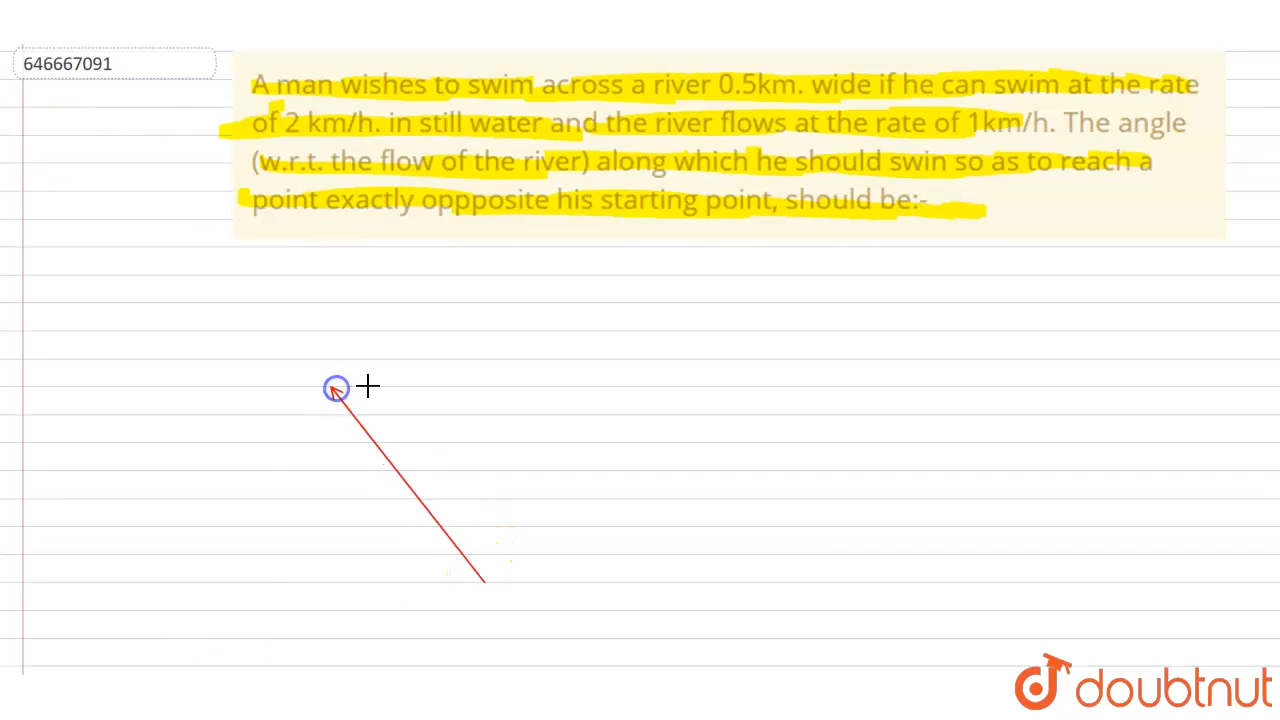 646667091
A man wishes to swim across a river 0.5km. wide if he can swim at the rate
of 2 km/h. in still water and the river flows at the rate of 1km/h. The angle
(w.r.t. the flow of the river) along which he should swin so as to reach a
point exactly oppposite his starting point, should be:-
doubtnut